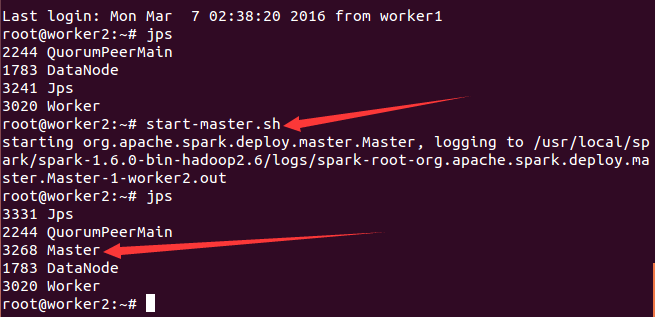 Last login: Mon Mar  7 02:38:20 2016 from worker1
root@worker2:~# jps
2244 QuorumPeerMain
1783 DataNode
3241 Jps
3020 Worker
root@worker2:~# start-master.sh
starting org.apache.spark.deploy.master.Master, logging to /usr/local/sp
ark/spark-1.6.0-bin-hadoop2.6/logs/spark-root-org.apache.spark.deploy.ma
ster.Master-1-worker2.out
root@worker2:~# jps
3331 Jps
2244 QuorumPeerMain
3268 Master
1783 DataNode
3020 Worker
root@worker2:~#